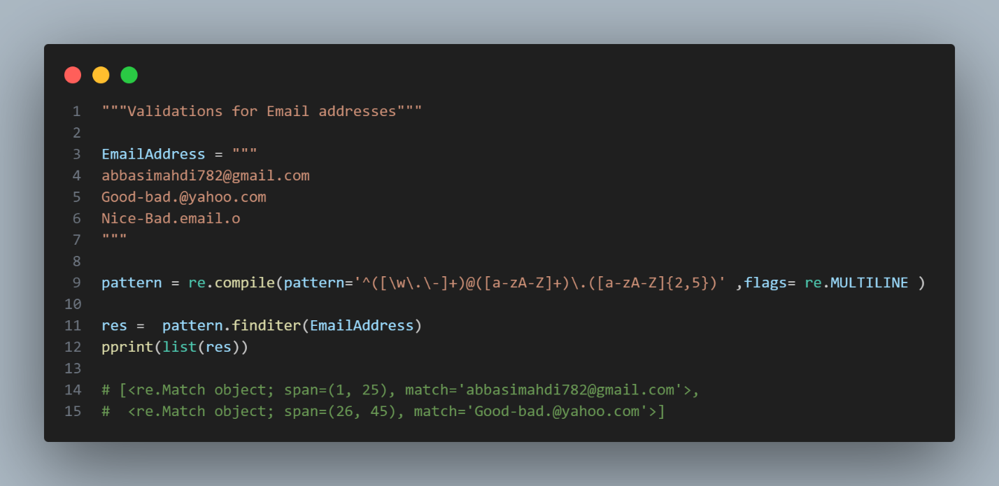 1 """Validations for Email addresses"""
2
3 EmailAddress = """
4 abbasimahdi782@gmail.com
5 Good-bad.@yahoo.com
6 Nice-Bad.email.o
7 """
8
9 pattern = re.compile(pattern='^([\w\.\-]+)@([a-zA-Z]+)\.([a-zA-Z]{2,5})' ,flags= re.MULTILINE )
10
11 res =  pattern.finditer(EmailAddress)
12 pprint(list(res))
13
14 # [<re.Match object; span=(1, 25), match='abbasimahdi782@gmail.com'>,
15 #  <re.Match object; span=(26, 45), match='Good-bad.@yahoo.com'>]